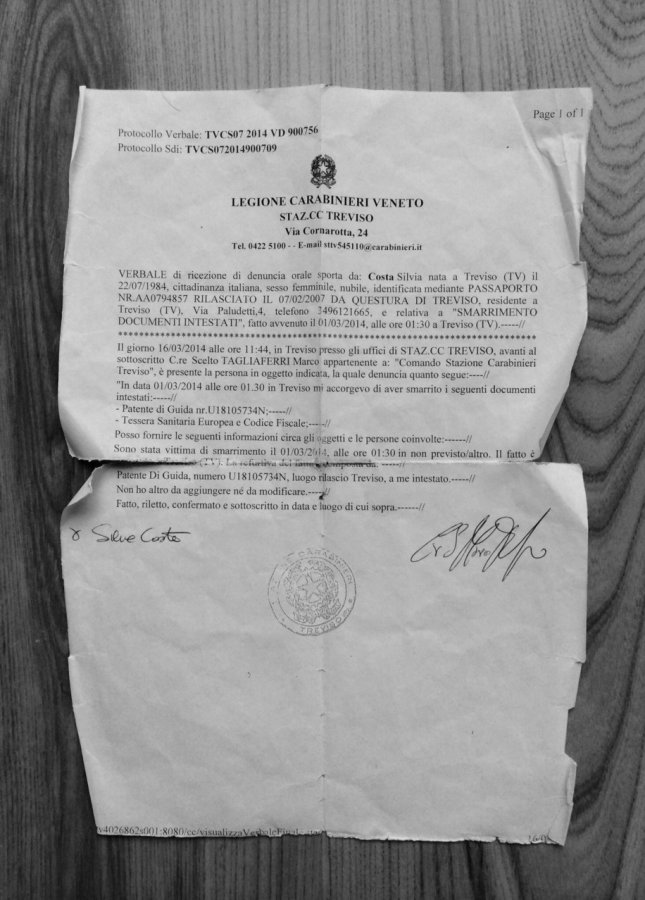 Page 1 of 1
Protocollo Verbale: TVCS07 2014 VD 900756
Protocollo Sdi: TVCS072014900709
LEGIONE CARABINIERI VENETO
STAZ.CC TREVISO
Via Cornarotta, 24
Tel. 0422 5100 - - E-mail sttv545110@carabinieri.it
VERBALE di ricezione di denuncia orale sporta da: Costa Silvia nata a Treviso (TV) il
22/07/1984, cittadinanza italiana, sesso femminile, nubile, identificata mediante PASSAPORTO
NR.AA0794857 RILASCIATO IL 07/02/2007 DA QUESTURA DI TREVISO, residente a
Treviso (TV), Via Paludetti,4, telefono 3496121665, e relativa a "SMARRIMENTO
DOCUMENTI INTESTATI", fatto avvenuto il 01/03/2014, alle ore 01:30 a Treviso (TV).-----//
Il giorno 16/03/2014 alle ore 11:44, in Treviso presso gli uffici di STAZ.CC TREVISO, avanti al
sottoscritto C.re Scelto TAGLIAFERRI Marco appartenente a: "Comando Stazione Carabinieri
Treviso", è presente la persona in oggetto indicata, la quale denuncia quanto segue:----//
"In data 01/03/2014 alle ore 01.30 in Treviso mi accorgevo di aver smarrito i seguenti documenti
intestati:-----//
- Patente di Guida nr.U18105734N;-----//
- Tessera Sanitaria Europea e Codice Fiscale;----//
Posso fornire le seguenti informazioni circa gli oggetti e le persone coinvolte:------//
Sono stata vittima di smarrimento il 01/03/2014, alle ore 01:30 in non previsto/altro. Il fatto è
(TV). La refurtiva del fatto è composta da: -----//
Patente Di Guida, numero U18105734N, luogo rilascio Treviso, a me intestato.-----//
Non ho altro da aggiungere né da modificare.----//
Fatto, riletto, confermato e sottoscritto in data e luogo di cui sopra.------//
x Silvia Costa
CARABINIERI
TREVISO
v4026862s001:8080/cc/visualizzaVerbaleFinale